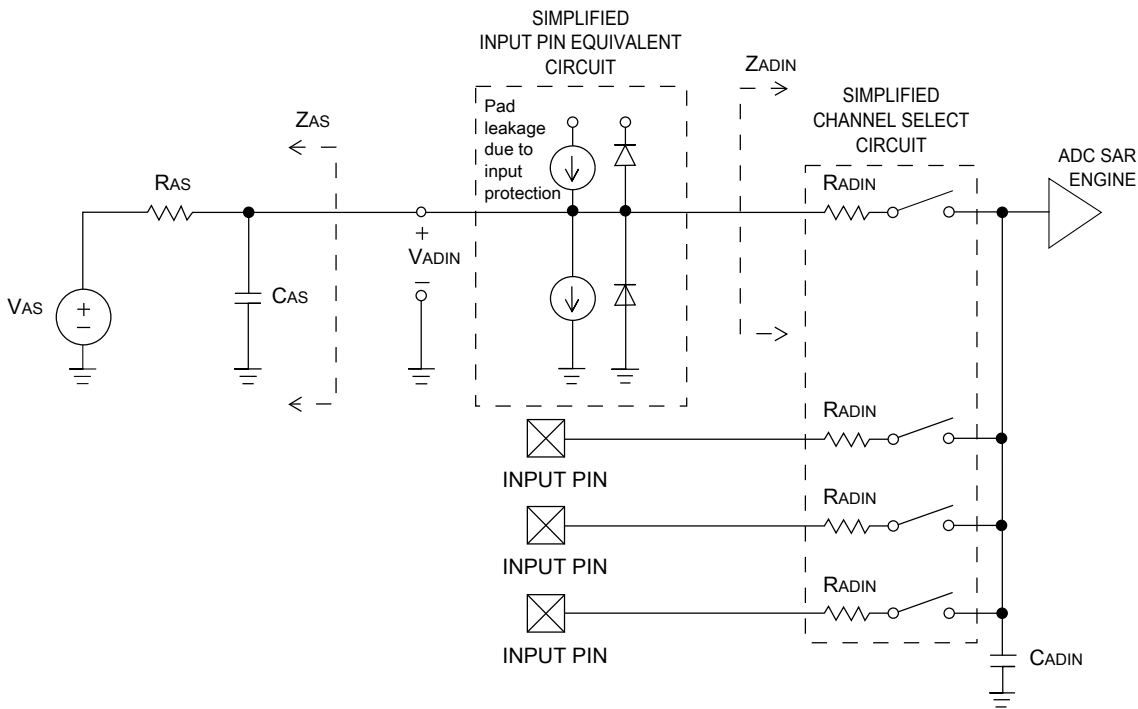 SIMPLIFIED
INPUT PIN EQUIVALENT
CIRCUIT
ZADIN
SIMPLIFIED
CHANNEL SELECT
CIRCUIT
Pad
leakage
due to
input
protection
ZAS
ADC SAR
ENGINE
RAS
RADIN
+
VADIN
–
VAS
+
–
CAS
RADIN
INPUT PIN
RADIN
INPUT PIN
RADIN
INPUT PIN
CADIN